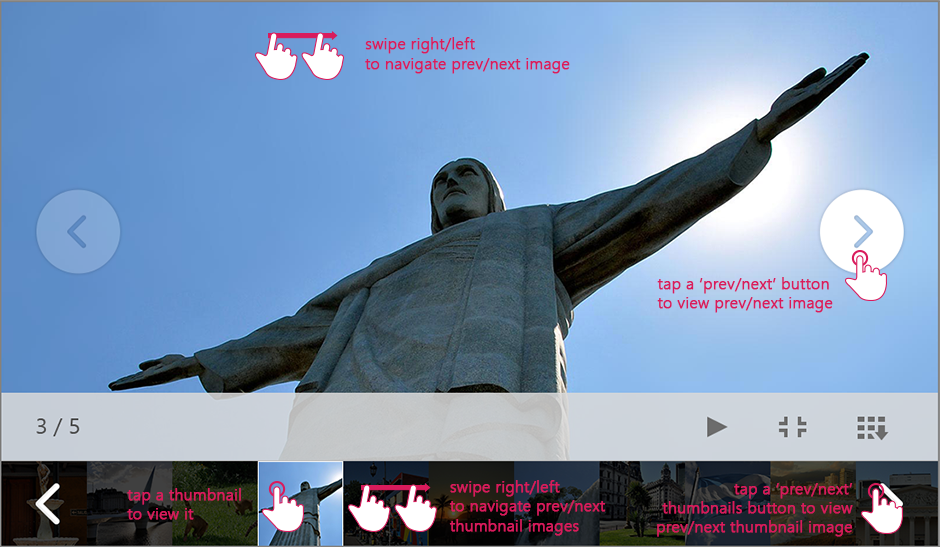 swipe right/left
to navigate prev/next image
tap a ‘prev/next’ button
to view prev/next image
3 / 5
tap a thumbnail
to view it
swipe right/left
to navigate prev/next
thumbnail images
tap a ‘prev/next’
thumbnails button to view
prev/next thumbnail image